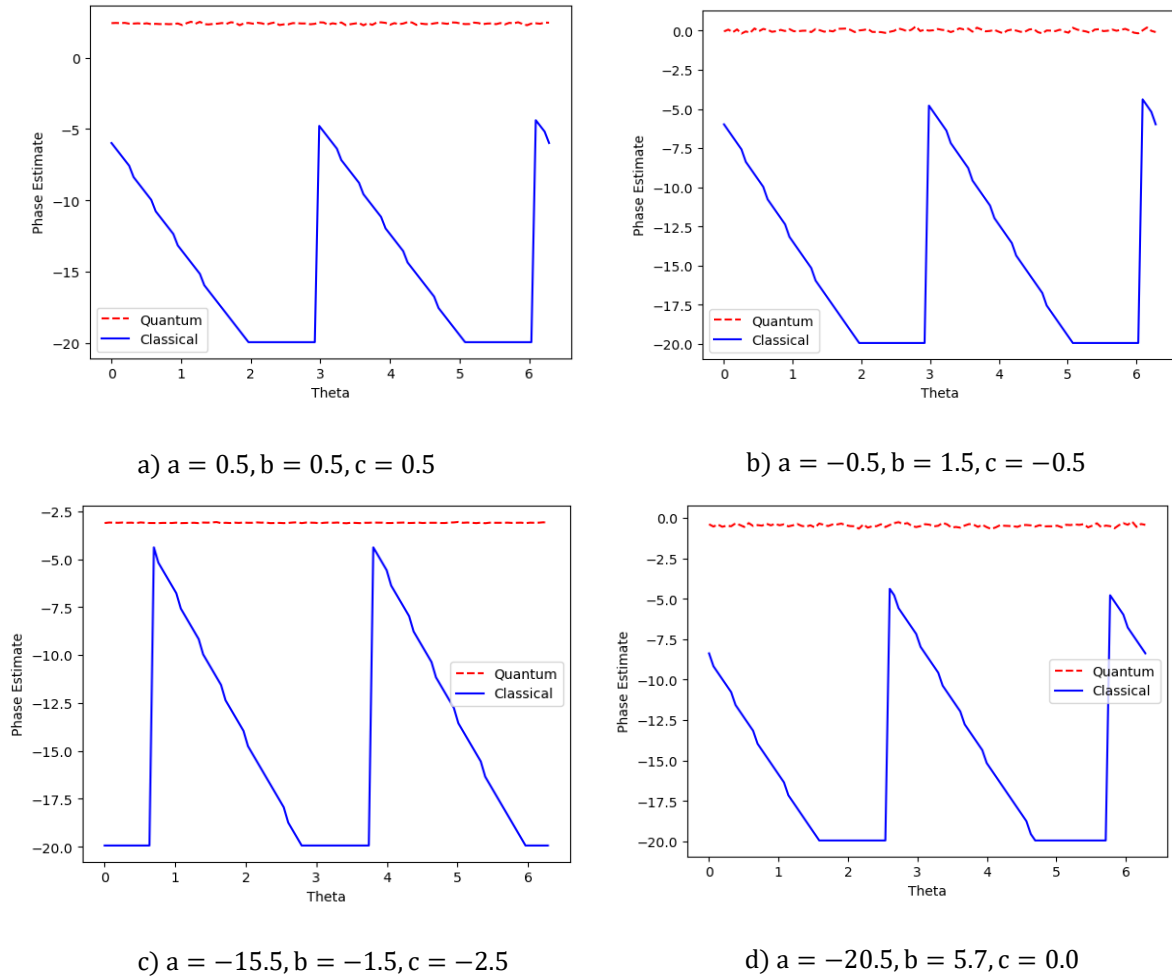 0
−5
−10
−15
−20
Phase Estimate
Quantum
Classical
0 1 2 3 4 5 6
Theta
a) a = 0.5, b = 0.5, c = 0.5
0.0
−2.5
−5.0
−7.5
−10.0
−12.5
−15.0
−17.5
−20.0
Phase Estimate
Quantum
Classical
0 1 2 3 4 5 6
Theta
b) a = −0.5, b = 1.5, c = −0.5
−2.5
−5.0
−7.5
−10.0
−12.5
−15.0
−17.5
−20.0
Phase Estimate
Quantum
Classical
0 1 2 3 4 5 6
Theta
c) a = −15.5, b = −1.5, c = −2.5
0.0
−2.5
−5.0
−7.5
−10.0
−12.5
−15.0
−17.5
−20.0
Phase Estimate
Quantum
Classical
0 1 2 3 4 5 6
Theta
d) a = −20.5, b = 5.7, c = 0.0